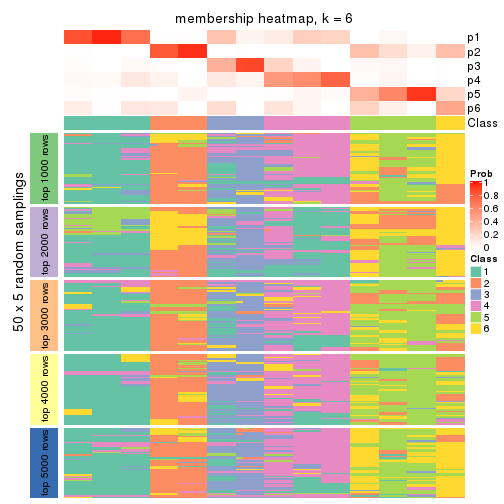 membership heatmap, k = 6
p1
p2
p3
p4
p5
p6
Class
50 x 5 random samplings
top 1000 rows
top 2000 rows
top 3000 rows
top 4000 rows
top 5000 rows
Prob
1
0.8
0.6
0.4
0.2
0
Class
1
2
3
4
5
6